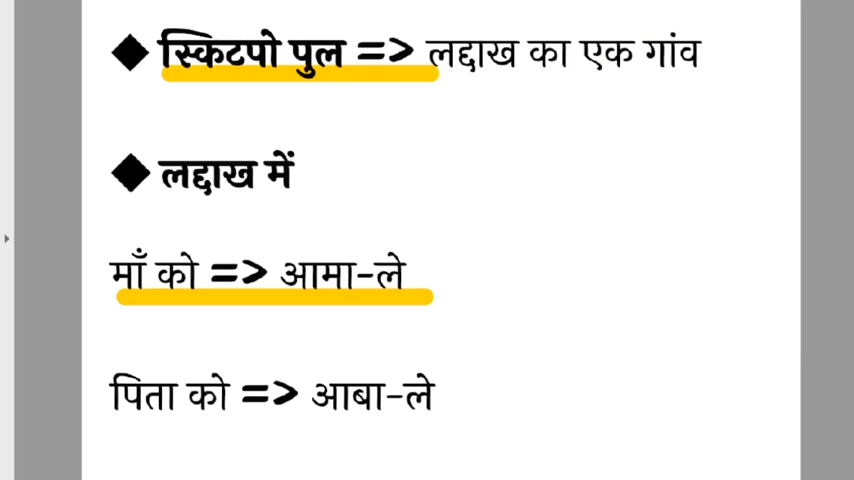 ◆ स्किटपो पुल => लद्दाख का एक गांव
◆ लद्दाख में
माँ को => आमा-ले
पिता को => आबा-ले